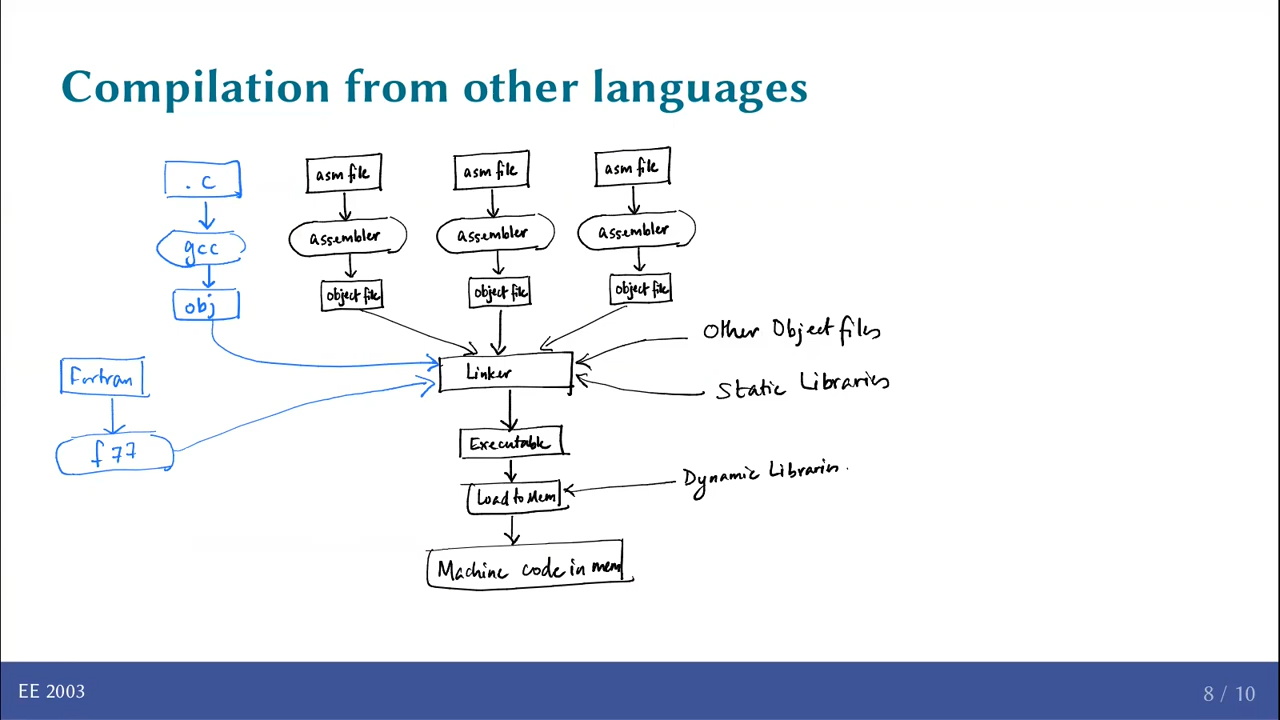 Compilation from other languages
.c
asm file
asm file
asm file
gcc
assembler
assembler
assembler
obj
object file
object file
object file
Other Object files
Linker
Fortran
Static Libraries
f77
Executable
Load to Mem
Dynamic Libraries
Machine code in mem
EE 2003
8 / 10